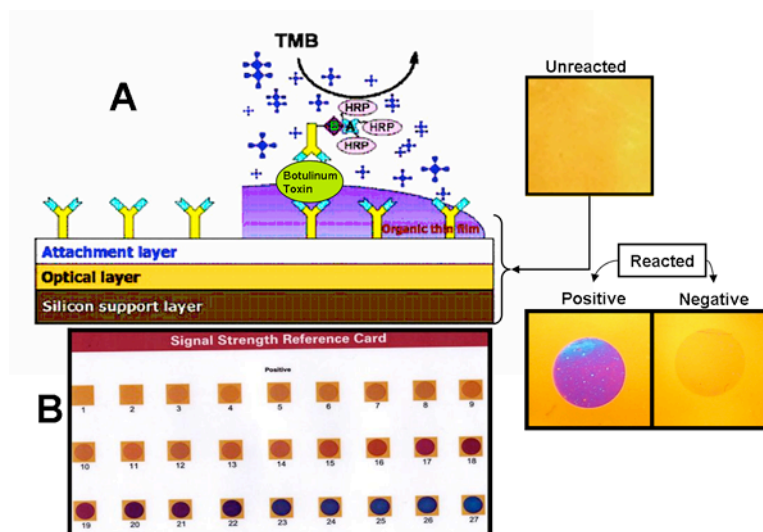 A
TMB
HRP
B A HRP
HRP
Botulinum
Toxin
Organic thin film
Attachment layer
Optical layer
Silicon support layer
Unreacted
Reacted
Positive Negative
B
Signal Strength Reference Card
Positive
1 2 3 4 5 6 7 8 9
10 11 12 13 14 15 16 17 18
19 20 21 22 23 24 25 26 27